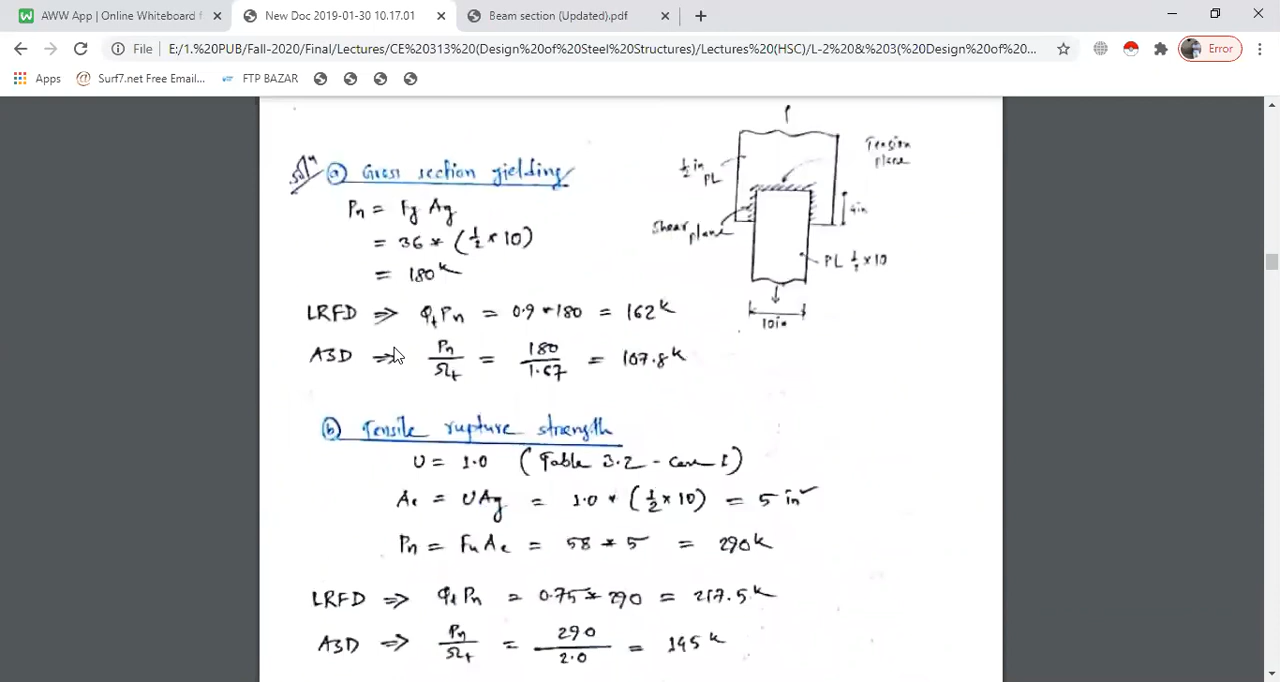 AWW App | Online Whiteboard f
New Doc 2019-01-30 10.17.01
Beam section (Updated).pdf
File
E:/1.%20PUB/Fall-2020/Final/Lectures/CE%20313%20(Design%20of%20Steel%20Structures)/Lectures%20(HSC)/L-2%20&%203(%20Design%20of%20...
Error
Apps
Surf7.net Free Email...
FTP BAZAR
Solⁿ (a) Gross section yielding
Pn = Fy Ag
= 36 * (1/2 × 10)
= 180 k
LRFD ⇒ φt Pn = 0.9 * 180 = 162 k
ASD ⇒ Pn/Ωt = 180/1.67 = 107.8 k
P
Tension plane
1/2 in PL
4in
Shear plane
PL 1/2 × 10
10in
(b) Tensile rupture strength
U = 1.0 (Table 3.2 - Case 1)
Ae = U Ag = 1.0 * (1/2 × 10) = 5 in²
Pn = Fu Ae = 58 * 5 = 290 k
LRFD ⇒ φt Pn = 0.75 * 290 = 217.5 k
ASD ⇒ Pn/Ωt = 290/2.0 = 145 k